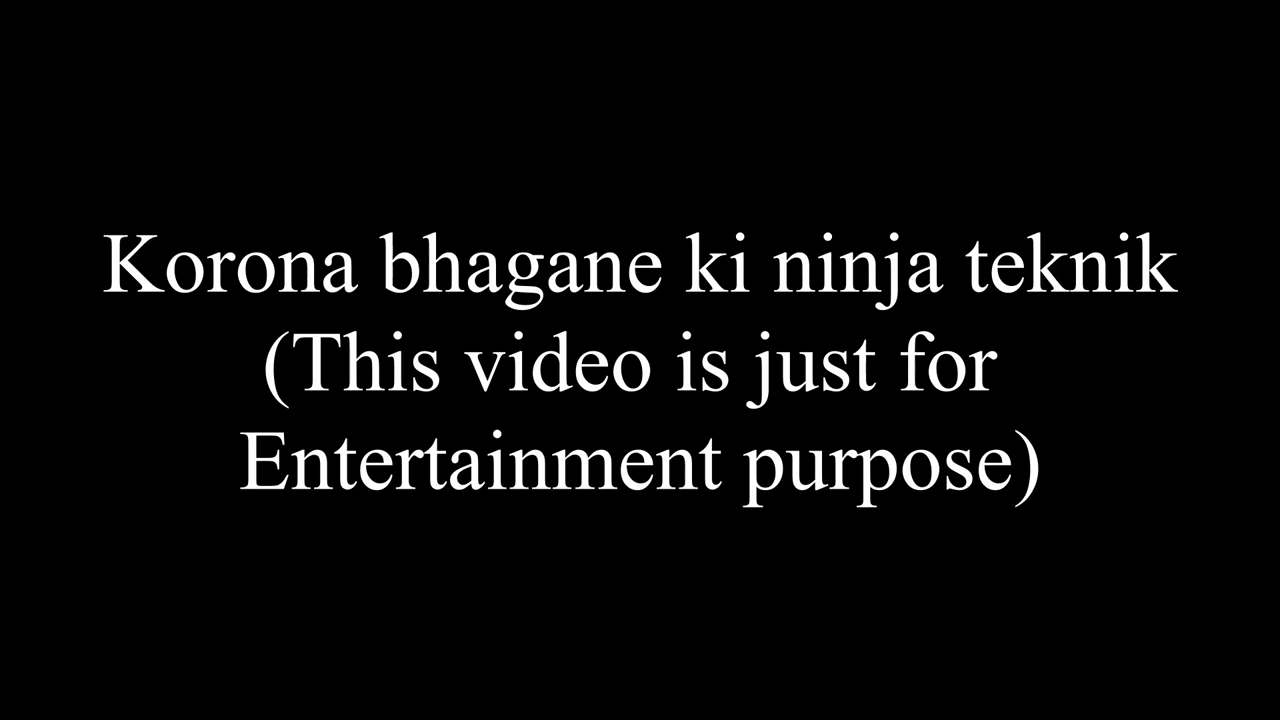 Korona bhagane ki ninja teknik
(This video is just for
Entertainment purpose)